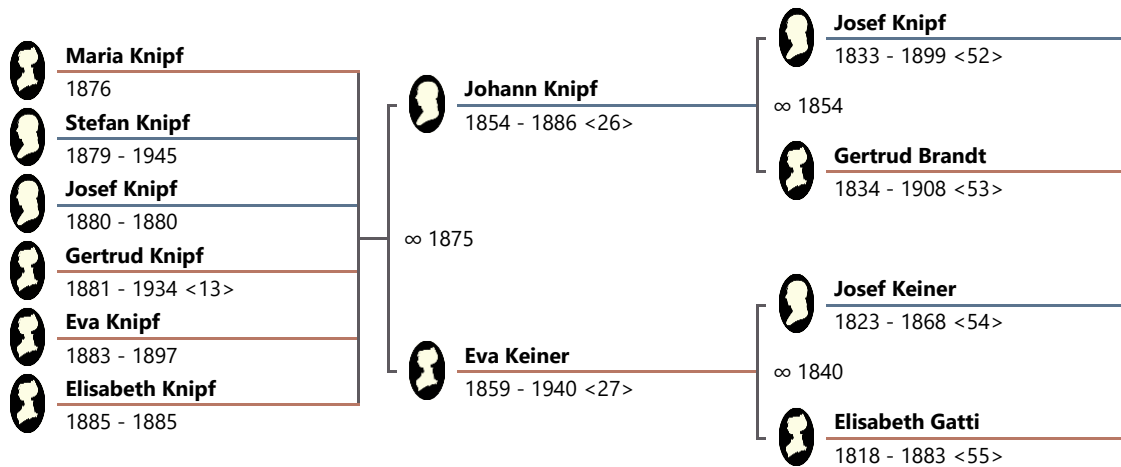 Maria Knipf
1876
Stefan Knipf
1879 - 1945
Josef Knipf
1880 - 1880
Gertrud Knipf
1881 - 1934 <13>
Eva Knipf
1883 - 1897
Elisabeth Knipf
1885 - 1885
Johann Knipf
1854 - 1886 <26>
∞ 1875
Eva Keiner
1859 - 1940 <27>
Josef Knipf
1833 - 1899 <52>
∞ 1854
Gertrud Brandt
1834 - 1908 <53>
Josef Keiner
1823 - 1868 <54>
∞ 1840
Elisabeth Gatti
1818 - 1883 <55>